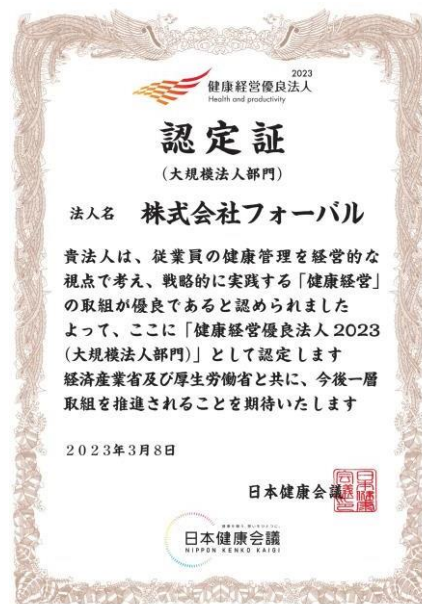 2023
健康経営優良法人
Health and productivity
認定証
(大規模法人部門)
法人名 株式会社フォーバル
貴法人は、従業員の健康管理を経営的な
視点で考え、戦略的に実践する「健康経営」
の取組が優良であると認められました
よって、ここに「健康経営優良法人2023
(大規模法人部門)」として認定します
経済産業省及び厚生労働省と共に、今後一層
取組を推進されることを期待いたします
2023年3月8日
日本健康会議
日本健康会議
NIPPON KENKO KAIGI